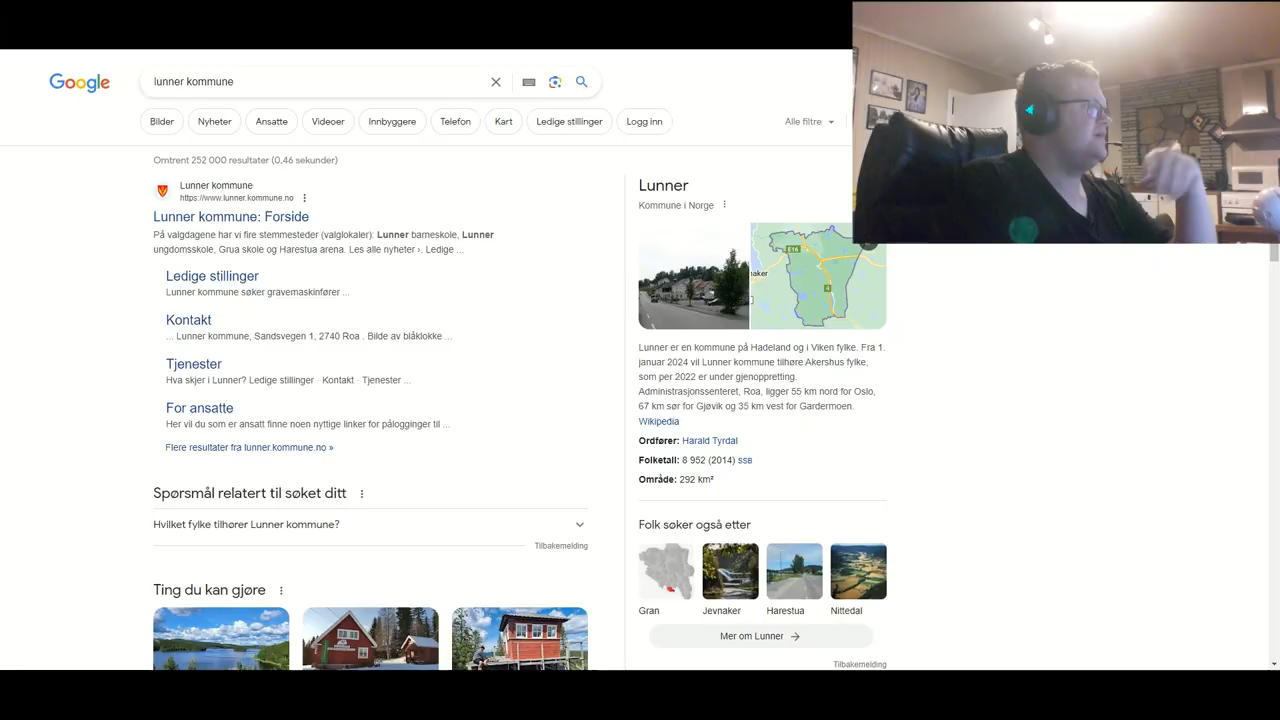 Google
lunner kommune
Bilder
Nyheter
Ansatte
Videoer
Innbyggere
Telefon
Kart
Ledige stillinger
Logg inn
Alle filtre
Omtrent 252 000 resultater (0,46 sekunder)
Lunner kommune
https://www.lunner.kommune.no
Lunner kommune: Forside
På valgdagene har vi fire stemmesteder (valglokaler): Lunner barneskole, Lunner
ungdomsskole, Grua skole og Harestua arena. Les alle nyheter ›. Ledige ...
Ledige stillinger
Lunner kommune søker gravemaskinfører ...
Kontakt
... Lunner kommune, Sandsvegen 1, 2740 Roa . Bilde av blåklokke ...
Tjenester
Hva skjer i Lunner? Ledige stillinger · Kontakt · Tjenester ...
For ansatte
Her vil du som er ansatt finne noen nyttige linker for pålogginger til ...
Flere resultater fra lunner.kommune.no »
Spørsmål relatert til søket ditt
Hvilket fylke tilhører Lunner kommune?
Tilbakemelding
Ting du kan gjøre
Lunner
Kommune i Norge
E16
naker
4
Lunner er en kommune på Hadeland og i Viken fylke. Fra 1.
januar 2024 vil Lunner kommune tilhøre Akershus fylke,
som per 2022 er under gjenoppretting.
Administrasjonssenteret, Roa, ligger 55 km nord for Oslo,
67 km sør for Gjøvik og 35 km vest for Gardermoen.
Wikipedia
Ordfører: Harald Tyrdal
Folketall: 8 952 (2014) SSB
Område: 292 km²
Folk søker også etter
Gran
Jevnaker
Harestua
Nittedal
Mer om Lunner →
Tilbakemelding